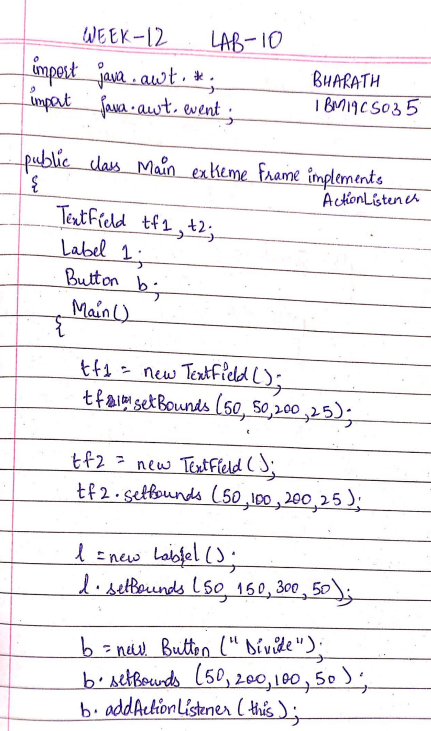 WEEK-12 LAB-10
import java.awt.*; BHARATH
import java.awt.event; 1BM19CS035
public class Main exteme Frame implements
ActionListener
{
TextField tf1, t2;
Label 1;
Button b;
Main()
{
tf1 = new TextField();
setBounds (50, 50, 200, 25);
tf2 = new TextField();
tf2.setBounds (50, 100, 200, 25);
l = new Label();
l.setBounds (50, 150, 300, 50);
b = new Button ("Divide");
b.setBounds (50, 200, 100, 50);
b.addActionListener (this);